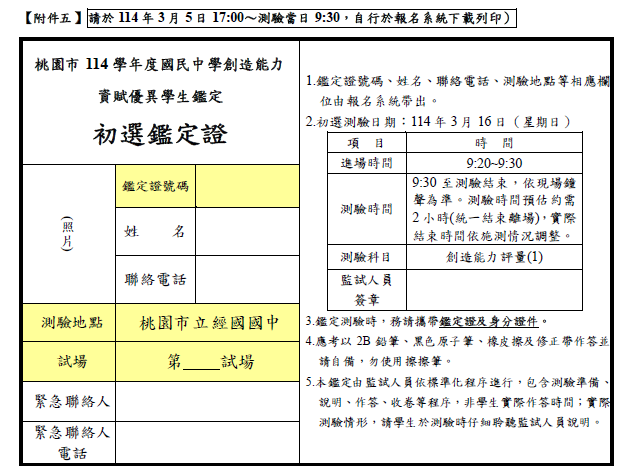 【附件五】請於 114 年 3 月 5 日 17:00～測驗當日 9:30，自行於報名系統下載列印）
桃園市 114 學年度國民中學創造能力
資賦優異學生鑑定
初選鑑定證
（照片）
鑑定證號碼
姓 名
聯絡電話
測驗地點 桃園市立經國國中
試場 第____試場
緊急聯絡人
緊急聯絡人
電話
1.鑑定證號碼、姓名、聯絡電話、測驗地點等相應欄
位由報名系統帶出。
2.初選測驗日期：114 年 3 月 16 日（星期日）
項 目 時 間
進場時間 9:20~9:30
測驗時間
9:30 至測驗結束，依現場鐘
聲為準。測驗時間預估約需
2 小時(統一結束離場)，實際
結束時間依施測情況調整。
測驗科目 創造能力評量(1)
監試人員
簽章
3.鑑定測驗時，務請攜帶鑑定證及身分證件。
4.應考以 2B 鉛筆、黑色原子筆、橡皮擦及修正帶作答並
請自備，勿使用擦擦筆。
5.本鑑定由監試人員依標準化程序進行，包含測驗準備、
說明、作答、收卷等程序，非學生實際作答時間；實際
測驗情形，請學生於測驗時仔細聆聽監試人員說明。